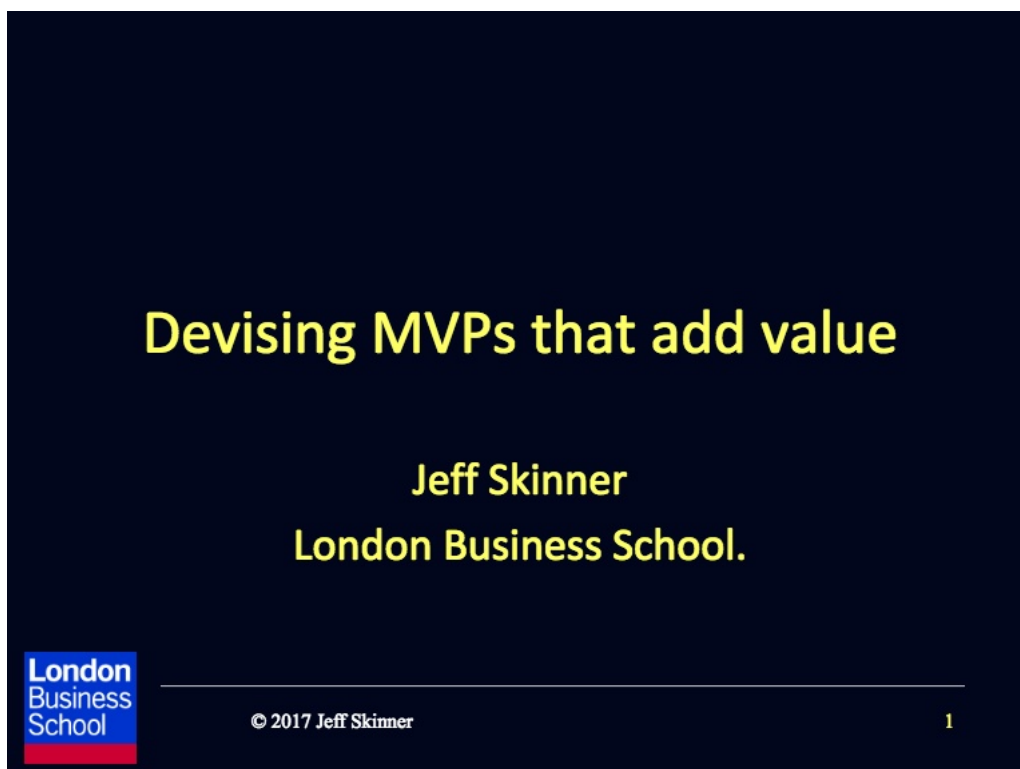 Devising MVPs that add value
Jeff Skinner
London Business School.
London
Business
School
© 2017 Jeff Skinner
1